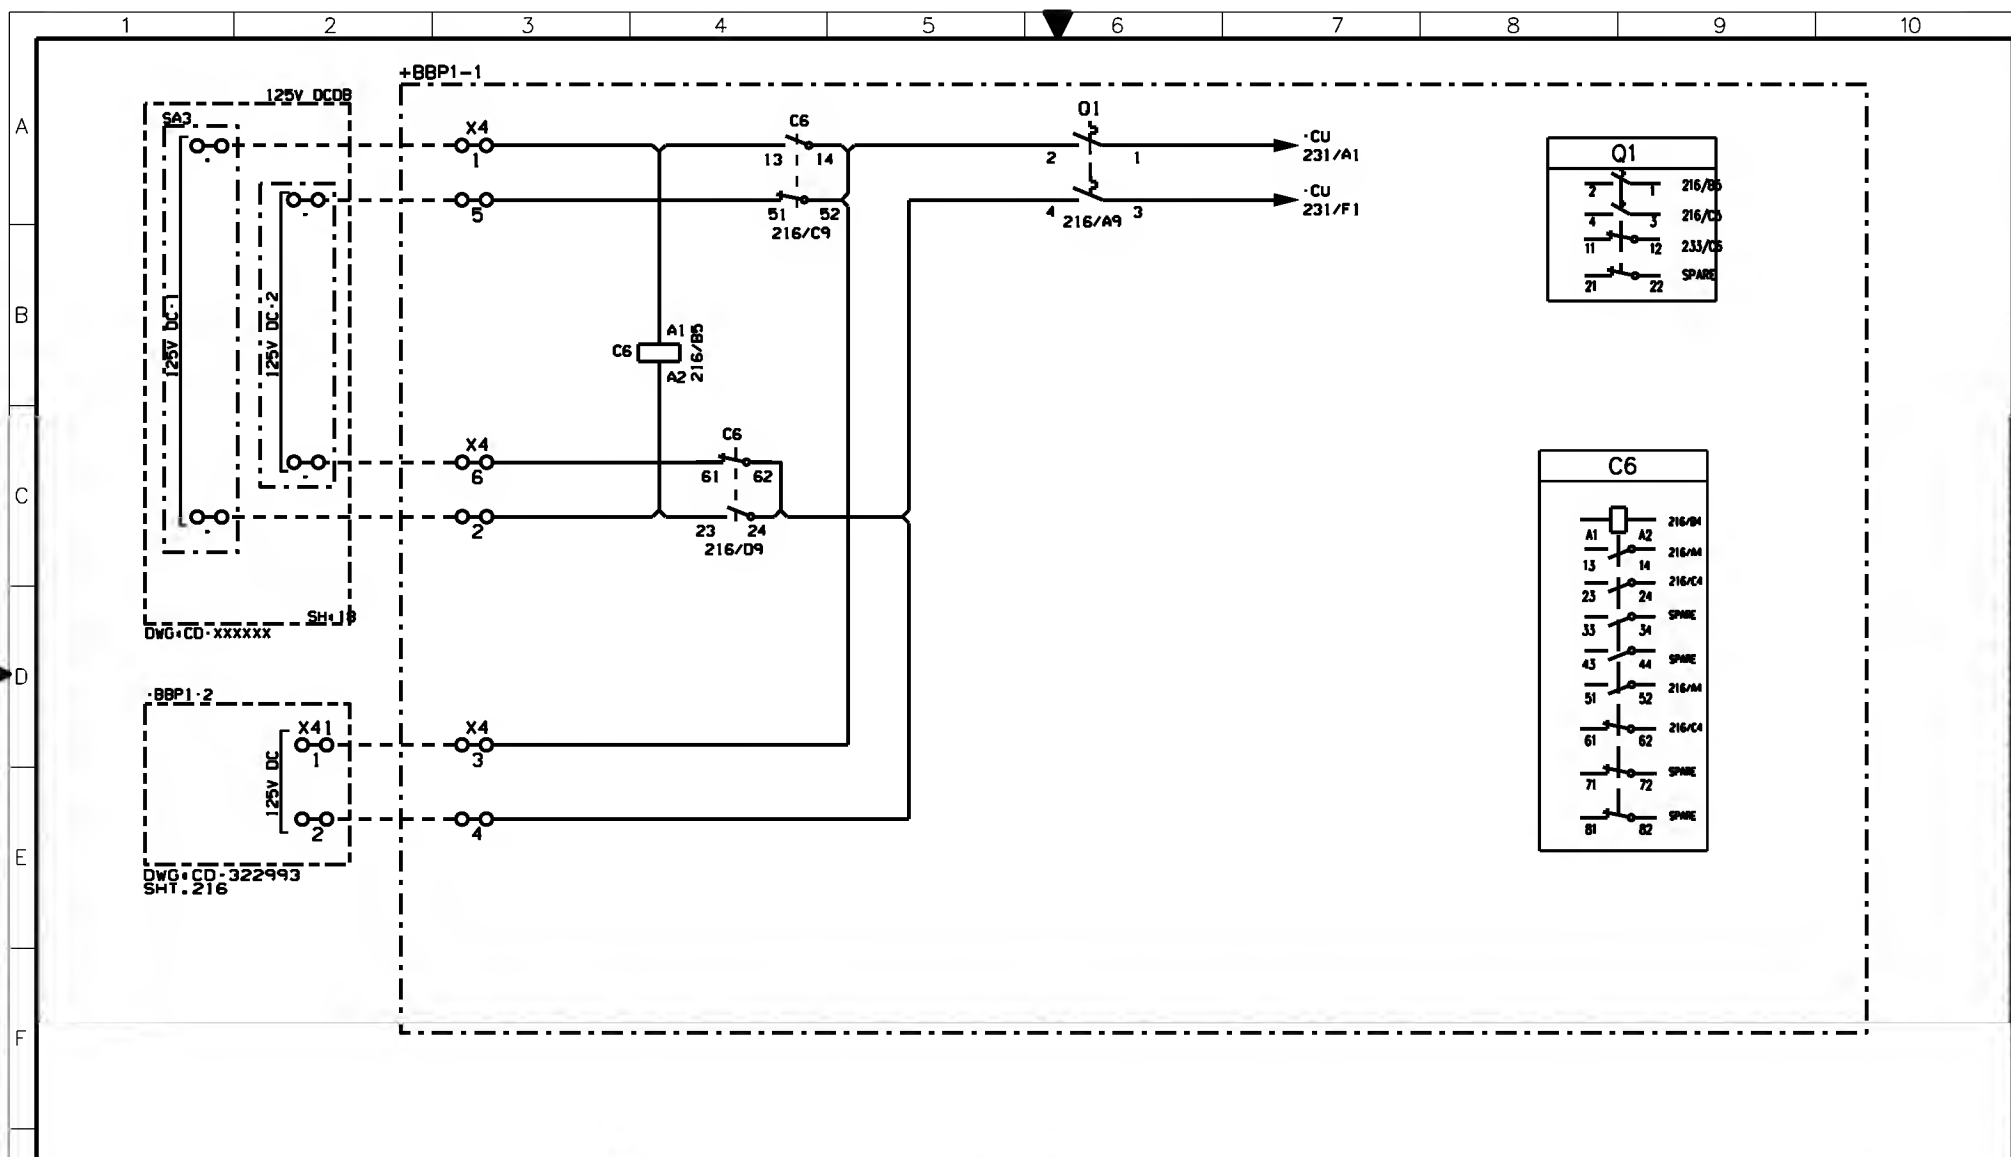 1 2 3 4 5 6 7 8 9 10
A
B
C
D
E
F
+BBP1-1
125V DCDB
SA3
125V DC-1
125V DC-2
SH:18
DWG:CD-XXXXXX
-BBP1-2
X41
1
125V DC
2
DWG:CD-322993
SHT.216
X4
1
5
X4
6
2
X4
3
4
C6
13 14
51 52
216/C9
C6
A1
A2
216/B5
C6
61 62
23 24
216/D9
Q1
2 1
4 3
216/A9
-CU
231/A1
-CU
231/F1
Q1
2 1 216/B5
4 3 216/C5
11 12 233/C6
21 22 SPARE
C6
A1 A2 216/B4
13 14 216/A4
23 24 216/C4
33 34 SPARE
43 44 SPARE
51 52 216/A4
61 62 216/C4
71 72 SPARE
81 82 SPARE